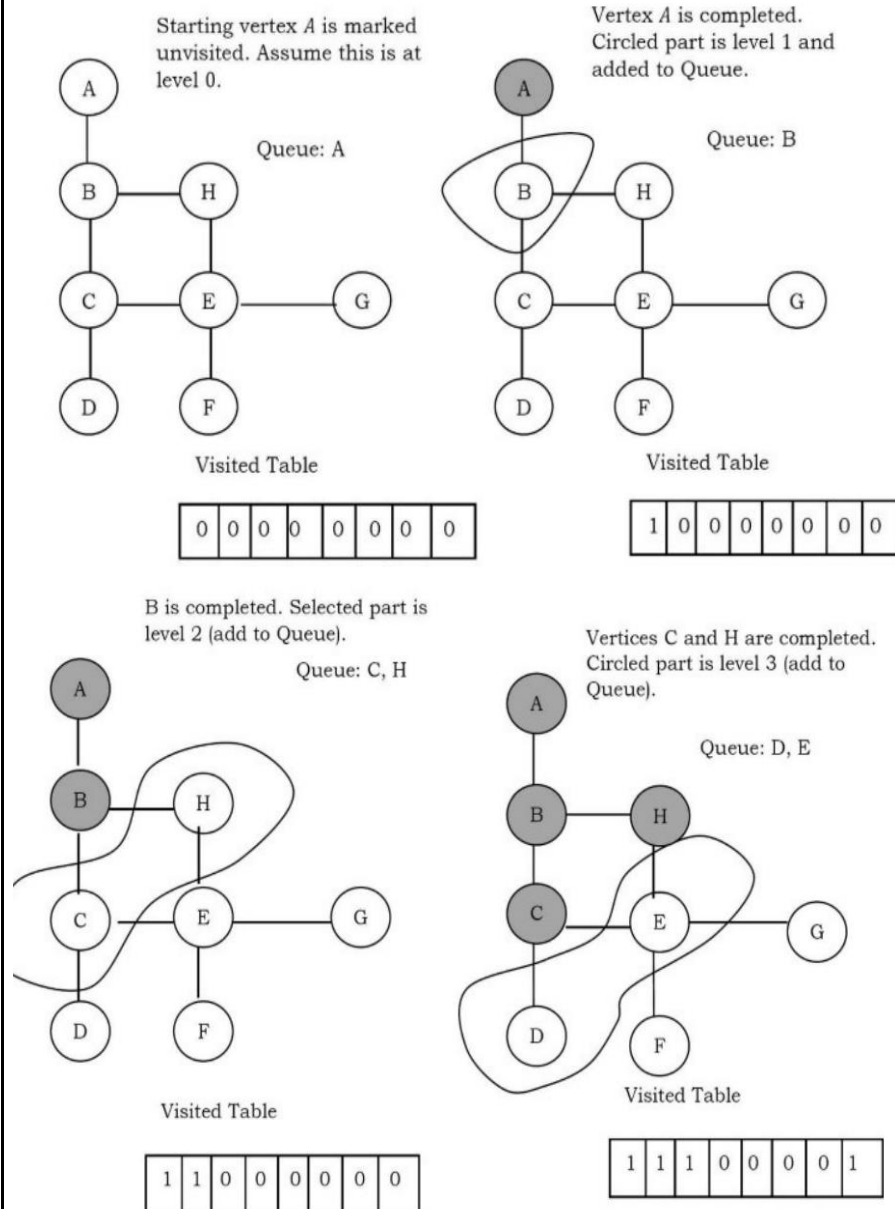 Starting vertex A is marked
unvisited. Assume this is at
level 0.
A
Queue: A
B H
C E G
D F
Visited Table
0 0 0 0 0 0 0 0
Vertex A is completed.
Circled part is level 1 and
added to Queue.
A
Queue: B
B H
C E G
D F
Visited Table
1 0 0 0 0 0 0 0
B is completed. Selected part is
level 2 (add to Queue).
Queue: C, H
A
B H
C E G
D F
Visited Table
1 1 0 0 0 0 0 0
Vertices C and H are completed.
Circled part is level 3 (add to
Queue).
A
Queue: D, E
B H
C E G
D F
Visited Table
1 1 1 0 0 0 0 1